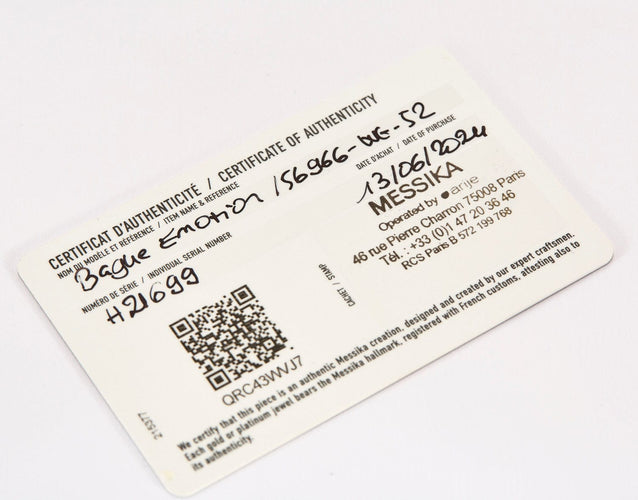 CERTIFICAT D'AUTHENTICITÉ / CERTIFICATE OF AUTHENTICITY
NOM DU MODÈLE ET RÉFÉRENCE / ITEM NAME & REFERENCE
Bague Emotion / 56966-WG-52
NUMÉRO DE SÉRIE / INDIVIDUAL SERIAL NUMBER
H21699
DATE D'ACHAT / DATE OF PURCHASE
13/06/2024
CACHET / STAMP
MESSIKA
Operated by arije
46 rue Pierre Charron 75008 Paris
Tél. : +33 (0)1 47 20 36 46
RCS Paris B 572 199 768
QRC43WVJ7
215377
We certify that this piece is an authentic Messika creation, designed and created by our expert craftsmen.
Each gold or platinum jewel bears the Messika hallmark, registered with French customs, attesting also to
its authenticity.